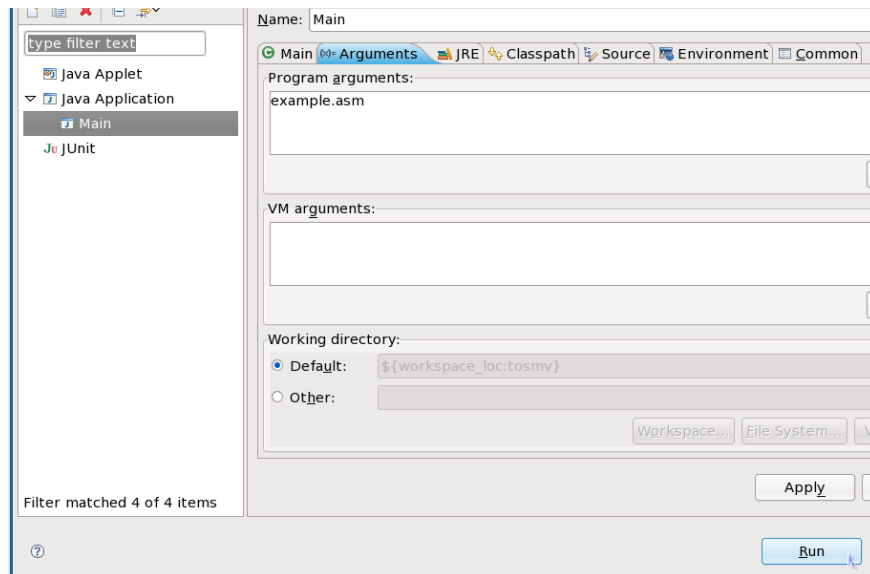 Name: Main
type filter text
Java Applet
Java Application
Main
JUnit
Filter matched 4 of 4 items
Main (x)= Arguments JRE Classpath Source Environment Common
Program arguments:
example.asm
VM arguments:
Working directory:
Default: ${workspace_loc:tosmv}
Other:
Workspace... File System...
Apply
Run